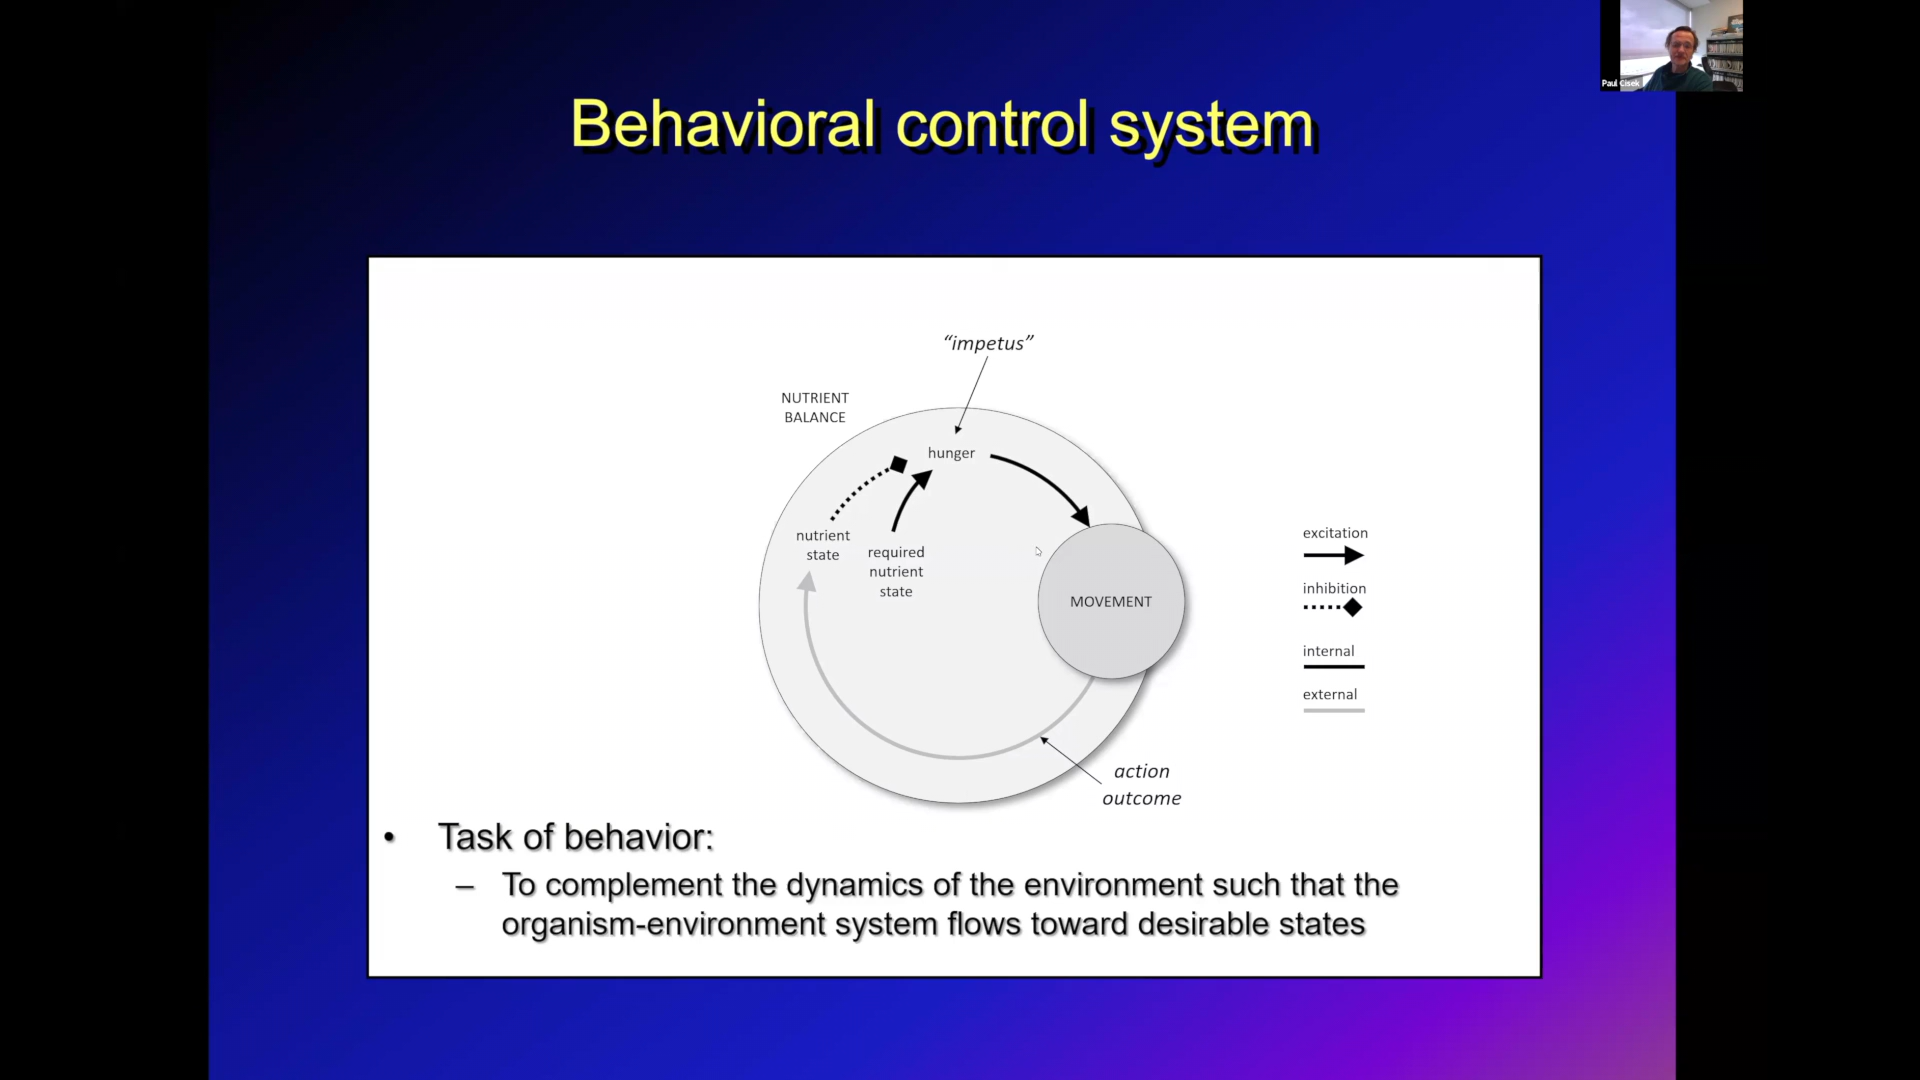 Paul Cisek
Behavioral control system
“impetus”
NUTRIENT
BALANCE
hunger
nutrient
state
required
nutrient
state
MOVEMENT
excitation
inhibition
internal
external
action
outcome
• Task of behavior:
– To complement the dynamics of the environment such that the
organism-environment system flows toward desirable states